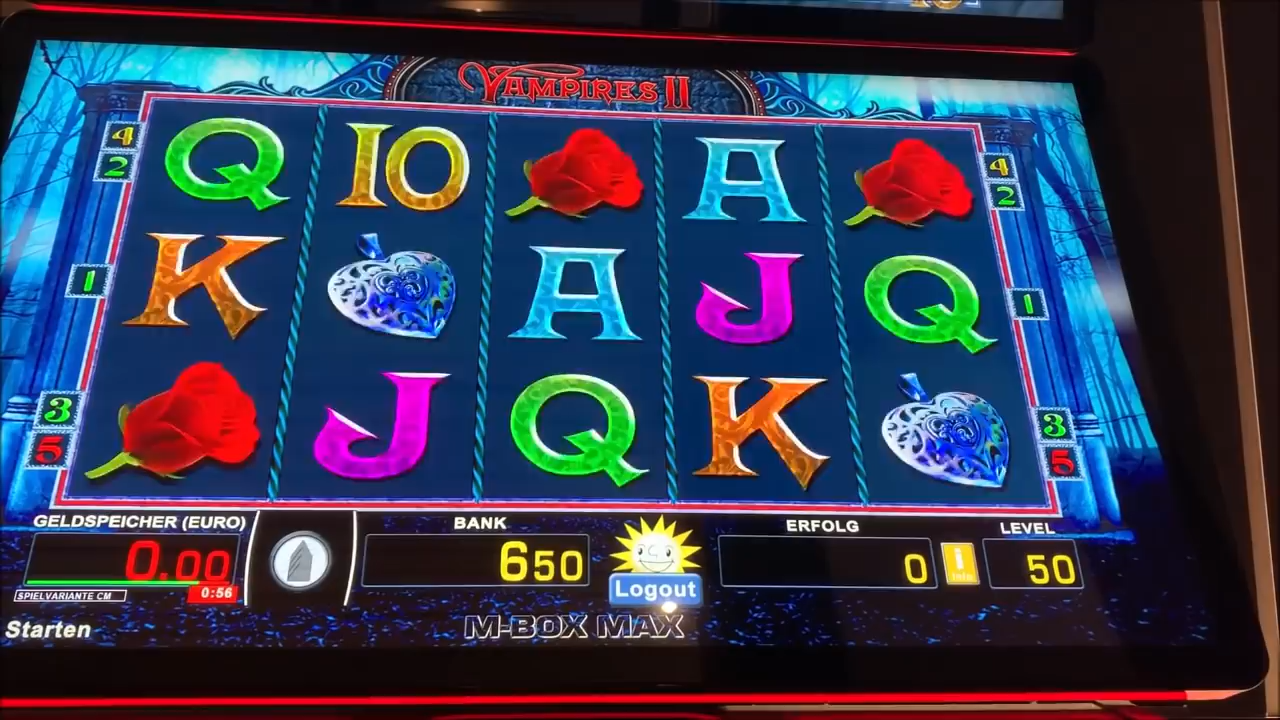 VAMPIRES II
4
4
2
2
Q 10 A
1
1
K A J Q
3
3
5
5
J Q K
GELDSPEICHER (EURO) BANK ERFOLG LEVEL
0.00 650 0 i 50
Info
SPIELVARIANTE CM 0:56 Logout
Starten M-BOX MAX